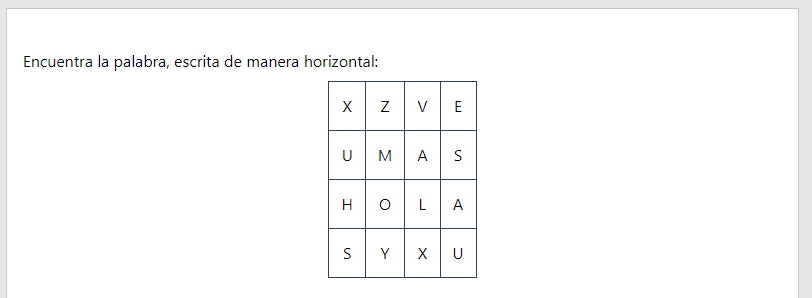 Encuentra la palabra, escrita de manera horizontal:
X Z V E
U M A S
H O L A
S Y X U